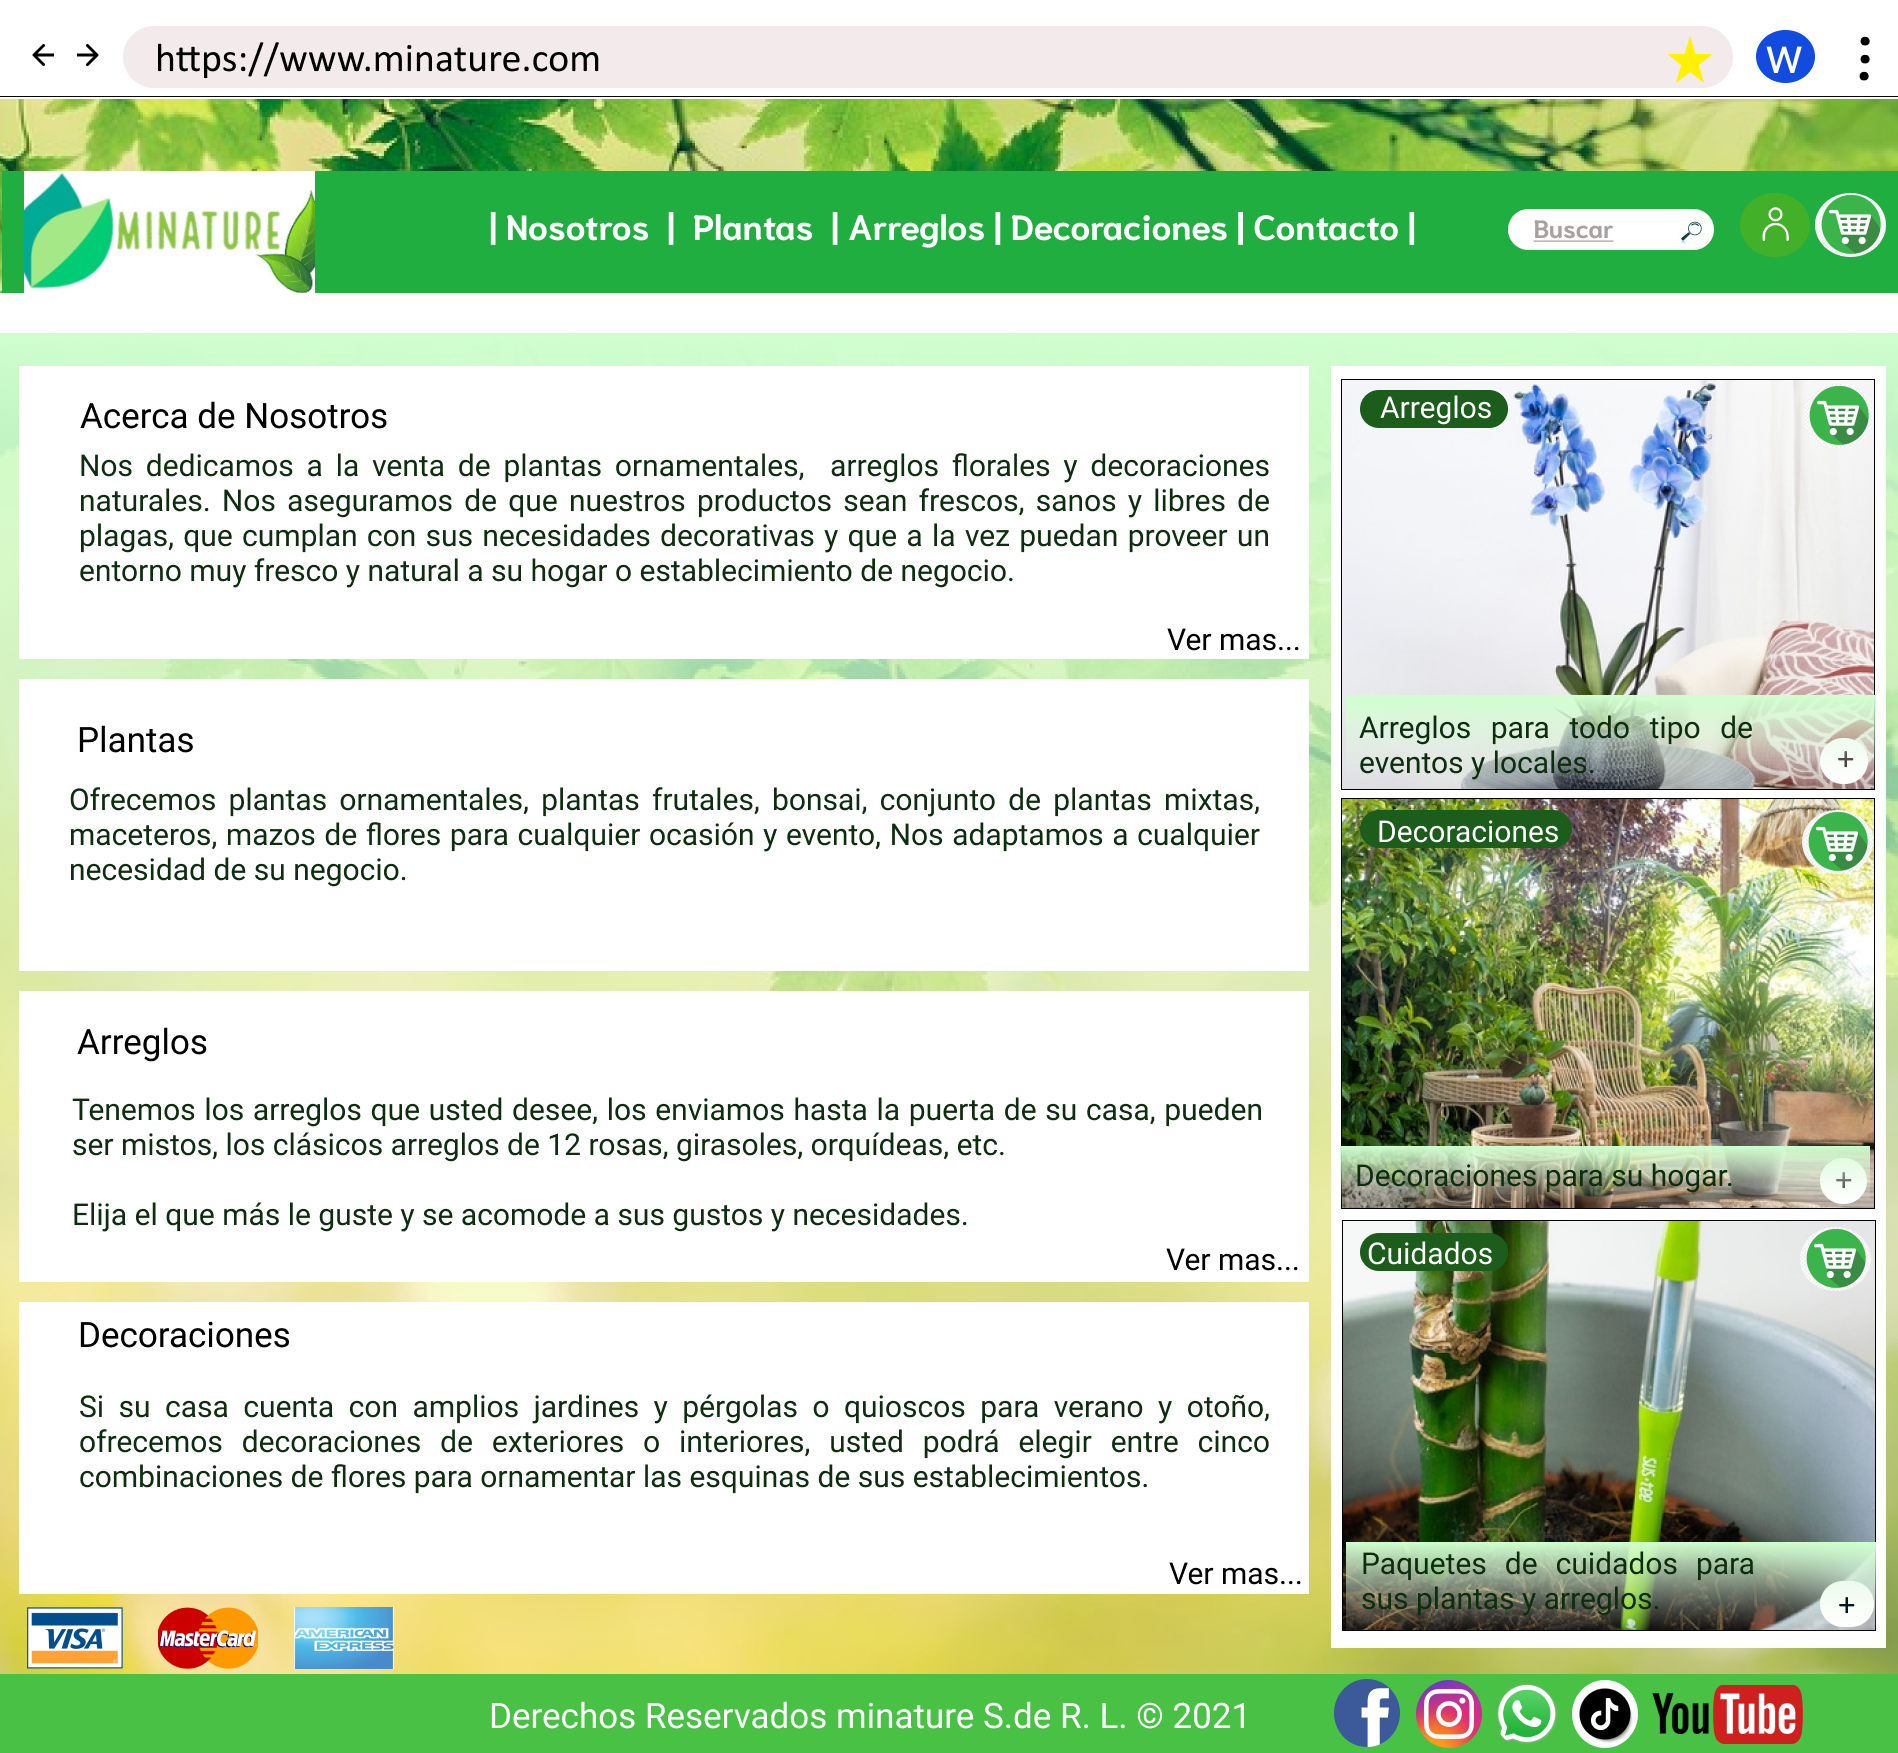 https://www.minature.com
W
MINATURE
| Nosotros | Plantas | Arreglos | Decoraciones | Contacto |
Buscar
Acerca de Nosotros
Nos dedicamos a la venta de plantas ornamentales, arreglos florales y decoraciones
naturales. Nos aseguramos de que nuestros productos sean frescos, sanos y libres de
plagas, que cumplan con sus necesidades decorativas y que a la vez puedan proveer un
entorno muy fresco y natural a su hogar o establecimiento de negocio.
Ver mas...
Plantas
Ofrecemos plantas ornamentales, plantas frutales, bonsai, conjunto de plantas mixtas,
maceteros, mazos de flores para cualquier ocasión y evento, Nos adaptamos a cualquier
necesidad de su negocio.
Arreglos
Tenemos los arreglos que usted desee, los enviamos hasta la puerta de su casa, pueden
ser mistos, los clásicos arreglos de 12 rosas, girasoles, orquídeas, etc.
Elija el que más le guste y se acomode a sus gustos y necesidades.
Ver mas...
Decoraciones
Si su casa cuenta con amplios jardines y pérgolas o quioscos para verano y otoño,
ofrecemos decoraciones de exteriores o interiores, usted podrá elegir entre cinco
combinaciones de flores para ornamentar las esquinas de sus establecimientos.
Ver mas...
Arreglos
Arreglos para todo tipo de
eventos y locales.
+
Decoraciones
Decoraciones para su hogar.
+
Cuidados
SUS·tee
Paquetes de cuidados para
sus plantas y arreglos.
+
VISA
MasterCard
AMERICAN
EXPRESS
Derechos Reservados minature S.de R. L. © 2021
YouTube